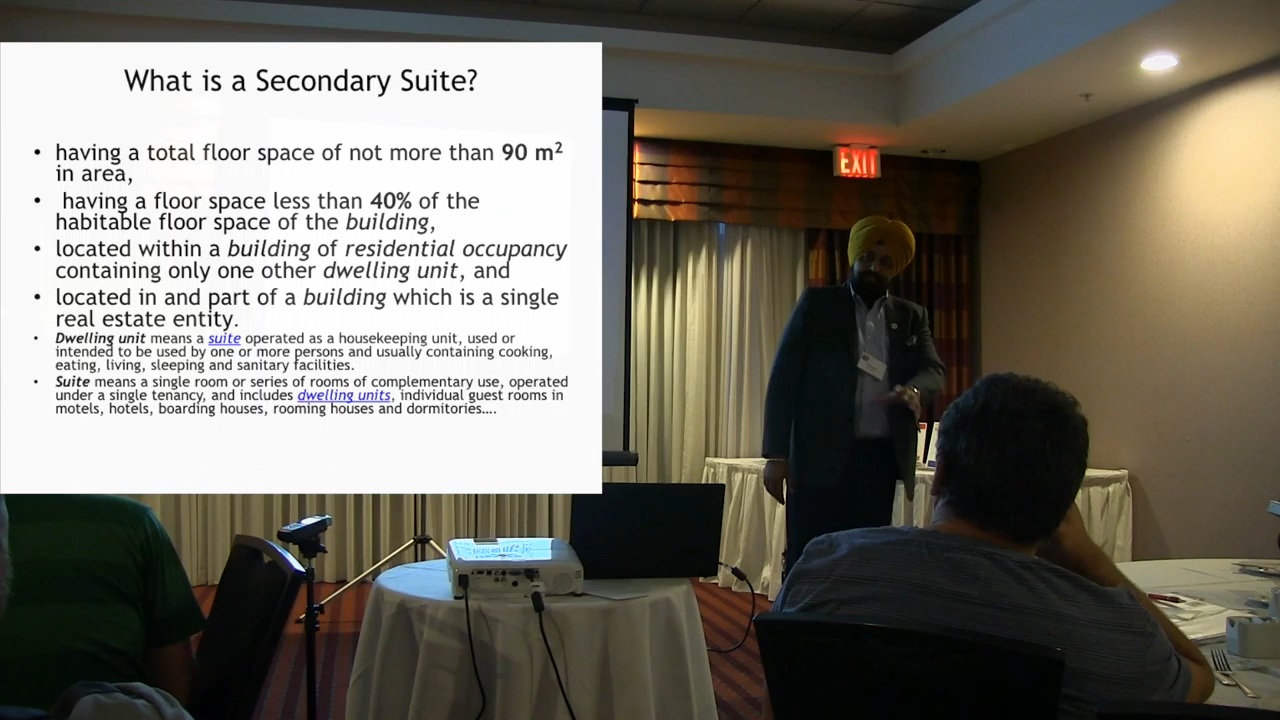 What is a Secondary Suite?
• having a total floor space of not more than 90 m²
in area,
• having a floor space less than 40% of the
habitable floor space of the building,
• located within a building of residential occupancy
containing only one other dwelling unit, and
• located in and part of a building which is a single
real estate entity.
• Dwelling unit means a suite operated as a housekeeping unit, used or
intended to be used by one or more persons and usually containing cooking,
eating, living, sleeping and sanitary facilities.
• Suite means a single room or series of rooms of complementary use, operated
under a single tenancy, and includes dwelling units, individual guest rooms in
motels, hotels, boarding houses, rooming houses and dormitories….
EXIT